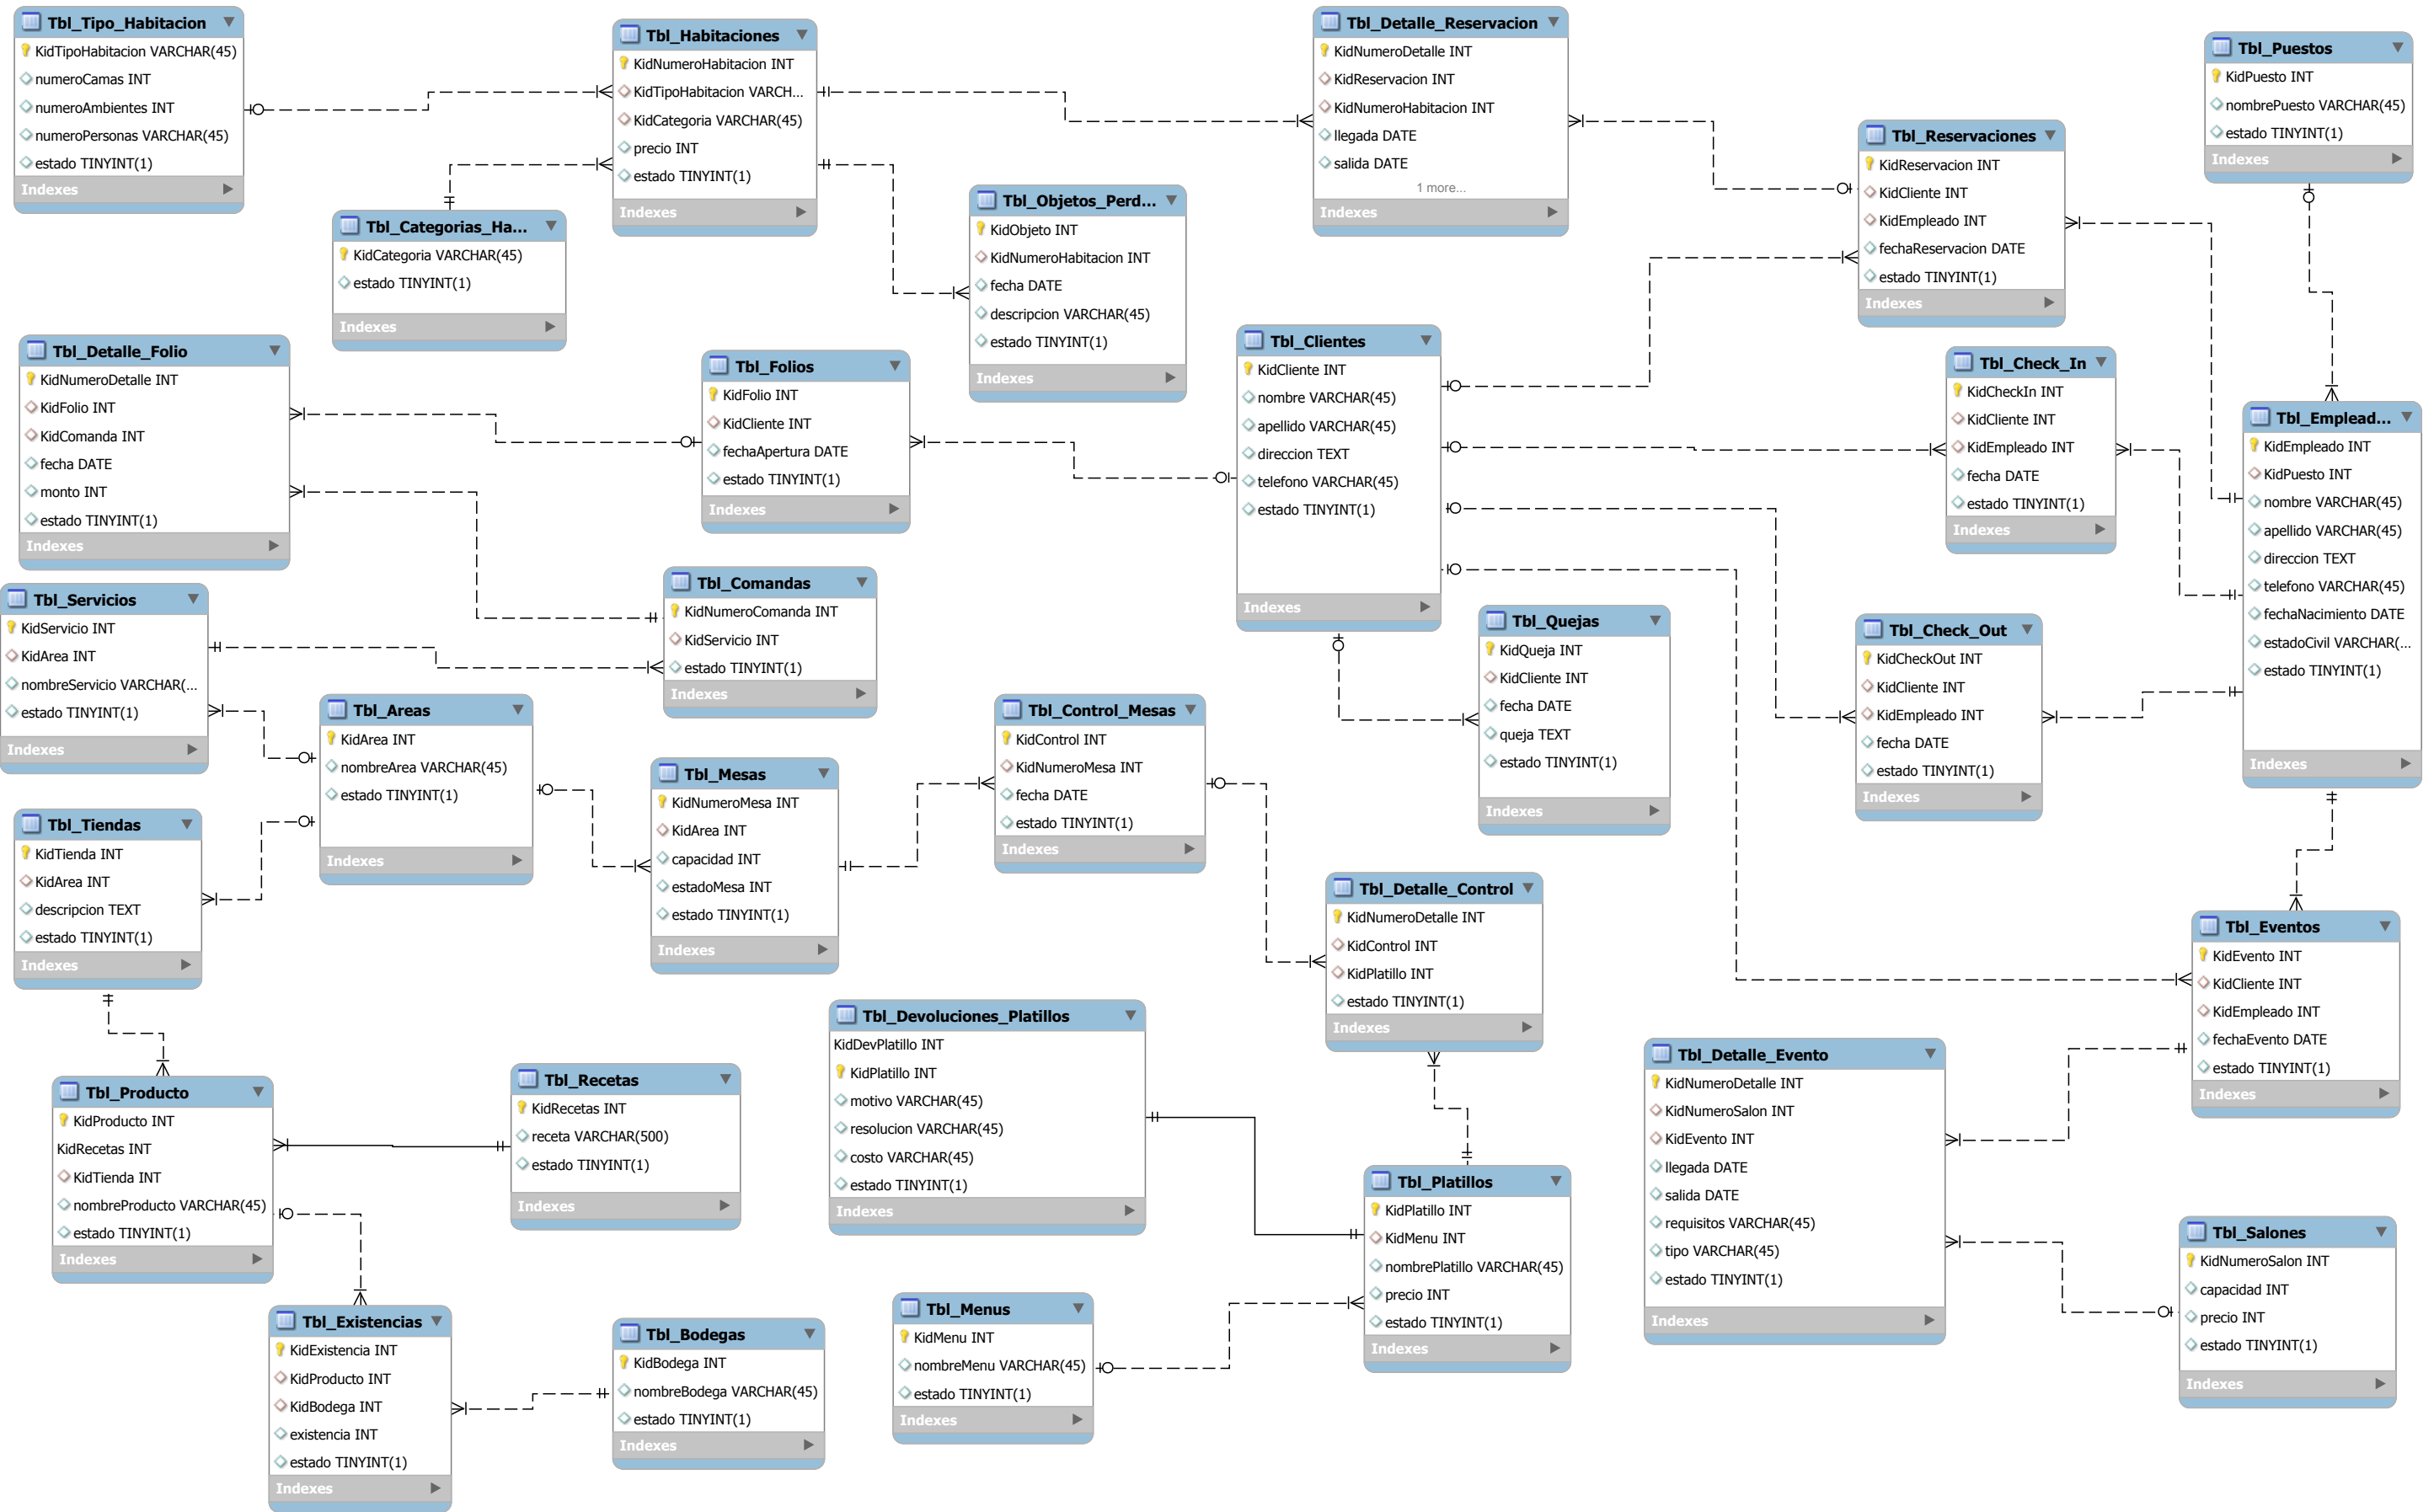 Tbl_Tipo_Habitacion
KidTipoHabitacion VARCHAR(45)
numeroCamas INT
numeroAmbientes INT
numeroPersonas VARCHAR(45)
estado TINYINT(1)
Indexes
Tbl_Habitaciones
KidNumeroHabitacion INT
KidTipoHabitacion VARCH...
KidCategoria VARCHAR(45)
precio INT
estado TINYINT(1)
Indexes
Tbl_Detalle_Reservacion
KidNumeroDetalle INT
KidReservacion INT
KidNumeroHabitacion INT
llegada DATE
salida DATE
1 more...
Indexes
Tbl_Puestos
KidPuesto INT
nombrePuesto VARCHAR(45)
estado TINYINT(1)
Indexes
Tbl_Reservaciones
KidReservacion INT
KidCliente INT
KidEmpleado INT
fechaReservacion DATE
estado TINYINT(1)
Indexes
Tbl_Categorias_Ha...
KidCategoria VARCHAR(45)
estado TINYINT(1)
Indexes
Tbl_Objetos_Perd...
KidObjeto INT
KidNumeroHabitacion INT
fecha DATE
descripcion VARCHAR(45)
estado TINYINT(1)
Indexes
Tbl_Detalle_Folio
KidNumeroDetalle INT
KidFolio INT
KidComanda INT
fecha DATE
monto INT
estado TINYINT(1)
Indexes
Tbl_Folios
KidFolio INT
KidCliente INT
fechaApertura DATE
estado TINYINT(1)
Indexes
Tbl_Clientes
KidCliente INT
nombre VARCHAR(45)
apellido VARCHAR(45)
direccion TEXT
telefono VARCHAR(45)
estado TINYINT(1)
Indexes
Tbl_Check_In
KidCheckIn INT
KidCliente INT
KidEmpleado INT
fecha DATE
estado TINYINT(1)
Indexes
Tbl_Emplead...
KidEmpleado INT
KidPuesto INT
nombre VARCHAR(45)
apellido VARCHAR(45)
direccion TEXT
telefono VARCHAR(45)
fechaNacimiento DATE
estadoCivil VARCHAR(...
estado TINYINT(1)
Indexes
Tbl_Servicios
KidServicio INT
KidArea INT
nombreServicio VARCHAR(...
estado TINYINT(1)
Indexes
Tbl_Comandas
KidNumeroComanda INT
KidServicio INT
estado TINYINT(1)
Indexes
Tbl_Quejas
KidQueja INT
KidCliente INT
fecha DATE
queja TEXT
estado TINYINT(1)
Indexes
Tbl_Check_Out
KidCheckOut INT
KidCliente INT
KidEmpleado INT
fecha DATE
estado TINYINT(1)
Indexes
Tbl_Areas
KidArea INT
nombreArea VARCHAR(45)
estado TINYINT(1)
Indexes
Tbl_Control_Mesas
KidControl INT
KidNumeroMesa INT
fecha DATE
estado TINYINT(1)
Indexes
Tbl_Mesas
KidNumeroMesa INT
KidArea INT
capacidad INT
estadoMesa INT
estado TINYINT(1)
Indexes
Tbl_Tiendas
KidTienda INT
KidArea INT
descripcion TEXT
estado TINYINT(1)
Indexes
Tbl_Detalle_Control
KidNumeroDetalle INT
KidControl INT
KidPlatillo INT
estado TINYINT(1)
Indexes
Tbl_Eventos
KidEvento INT
KidCliente INT
KidEmpleado INT
fechaEvento DATE
estado TINYINT(1)
Indexes
Tbl_Devoluciones_Platillos
KidDevPlatillo INT
KidPlatillo INT
motivo VARCHAR(45)
resolucion VARCHAR(45)
costo VARCHAR(45)
estado TINYINT(1)
Indexes
Tbl_Detalle_Evento
KidNumeroDetalle INT
KidNumeroSalon INT
KidEvento INT
llegada DATE
salida DATE
requisitos VARCHAR(45)
tipo VARCHAR(45)
estado TINYINT(1)
Indexes
Tbl_Producto
KidProducto INT
KidRecetas INT
KidTienda INT
nombreProducto VARCHAR(45)
estado TINYINT(1)
Indexes
Tbl_Recetas
KidRecetas INT
receta VARCHAR(500)
estado TINYINT(1)
Indexes
Tbl_Platillos
KidPlatillo INT
KidMenu INT
nombrePlatillo VARCHAR(45)
precio INT
estado TINYINT(1)
Indexes
Tbl_Salones
KidNumeroSalon INT
capacidad INT
precio INT
estado TINYINT(1)
Indexes
Tbl_Existencias
KidExistencia INT
KidProducto INT
KidBodega INT
existencia INT
estado TINYINT(1)
Indexes
Tbl_Bodegas
KidBodega INT
nombreBodega VARCHAR(45)
estado TINYINT(1)
Indexes
Tbl_Menus
KidMenu INT
nombreMenu VARCHAR(45)
estado TINYINT(1)
Indexes